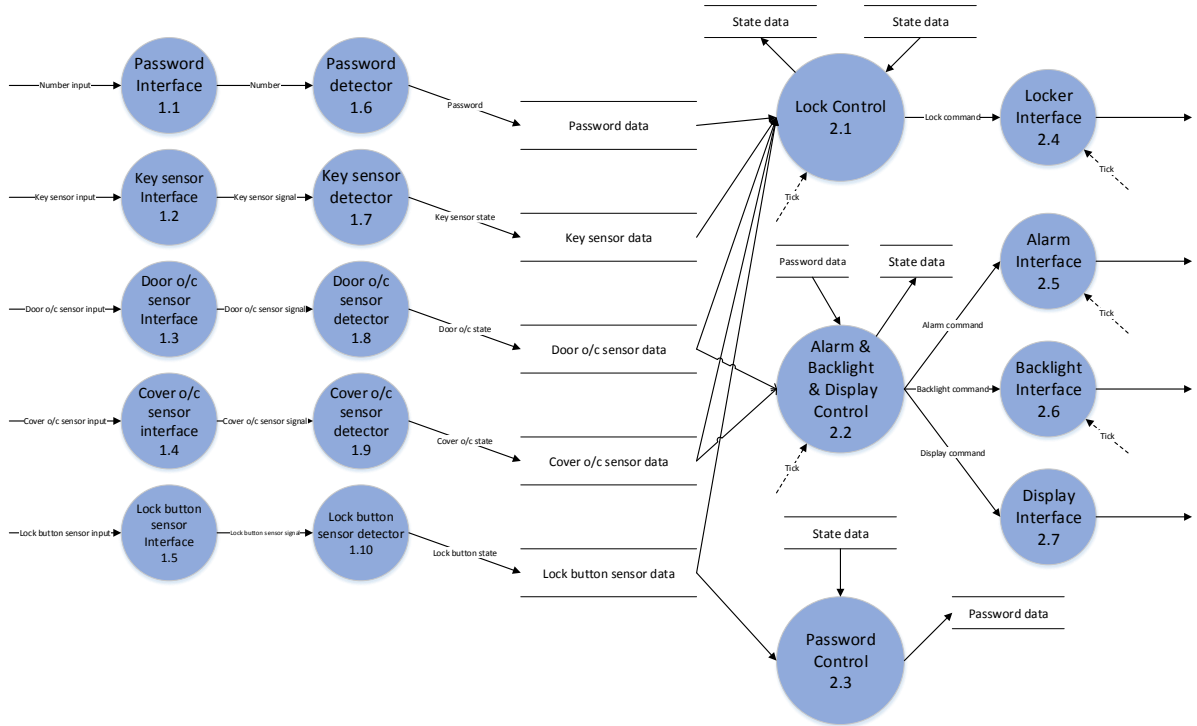 State data
State data
Password
Interface
1.1
Password
detector
1.6
Number input
Number
Password
Password data
Lock Control
2.1
Lock command
Locker
Interface
2.4
Tick
Tick
Key sensor
Interface
1.2
Key sensor
detector
1.7
Key sensor input
Key sensor signal
Key sensor state
Key sensor data
Password data
State data
Alarm
Interface
2.5
Tick
Door o/c
sensor
Interface
1.3
Door o/c
sensor
detector
1.8
Door o/c sensor input
Door o/c sensor signal
Door o/c state
Door o/c sensor data
Alarm command
Alarm &
Backlight
& Display
Control
2.2
Backlight command
Backlight
Interface
2.6
Tick
Tick
Cover o/c
sensor
interface
1.4
Cover o/c
sensor
detector
1.9
Cover o/c sensor input
Cover o/c sensor signal
Cover o/c state
Cover o/c sensor data
Display command
Display
Interface
2.7
Lock button
sensor
Interface
1.5
Lock button
sensor detector
1.10
Lock button sensor input
Lock button sensor signal
Lock button state
Lock button sensor data
State data
Password
Control
2.3
Password data